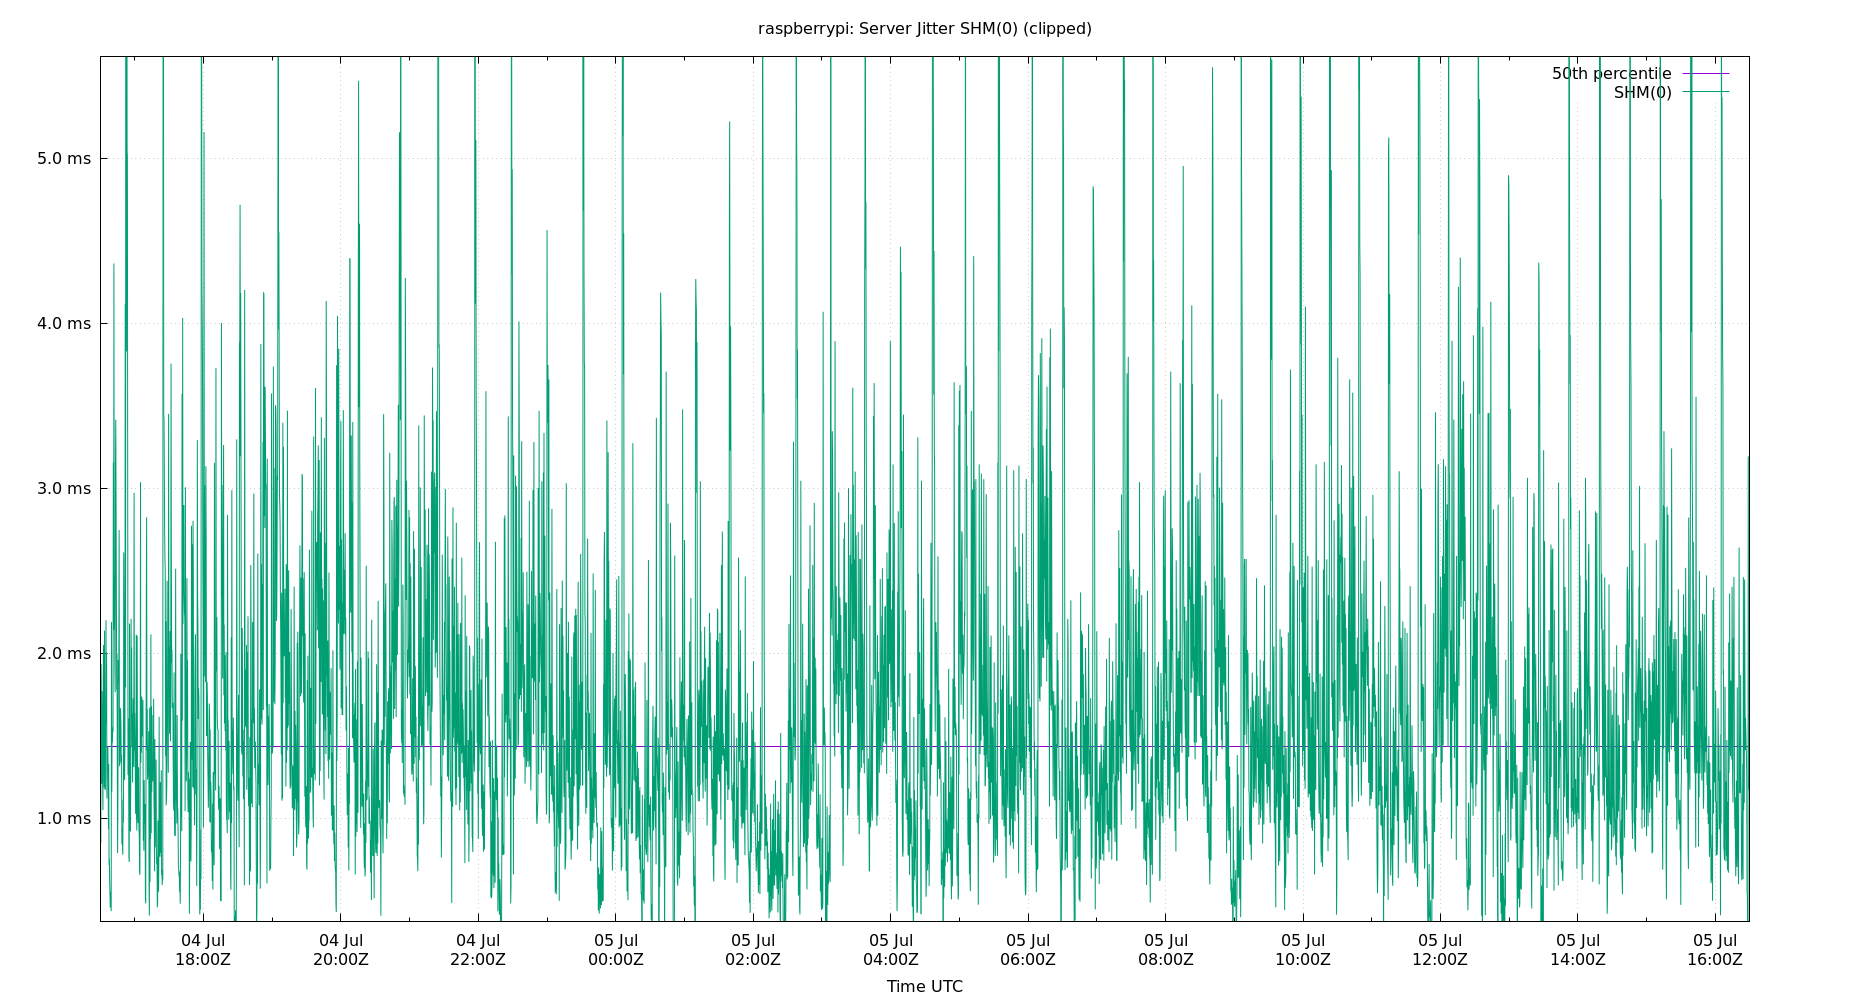 raspberrypi: Server Jitter SHM(0) (clipped)
50th percentile
SHM(0)
5.0 ms
4.0 ms
3.0 ms
2.0 ms
1.0 ms
04 Jul 04 Jul 04 Jul 05 Jul 05 Jul 05 Jul 05 Jul 05 Jul 05 Jul 05 Jul 05 Jul 05 Jul
18:00Z 20:00Z 22:00Z 00:00Z 02:00Z 04:00Z 06:00Z 08:00Z 10:00Z 12:00Z 14:00Z 16:00Z
Time UTC